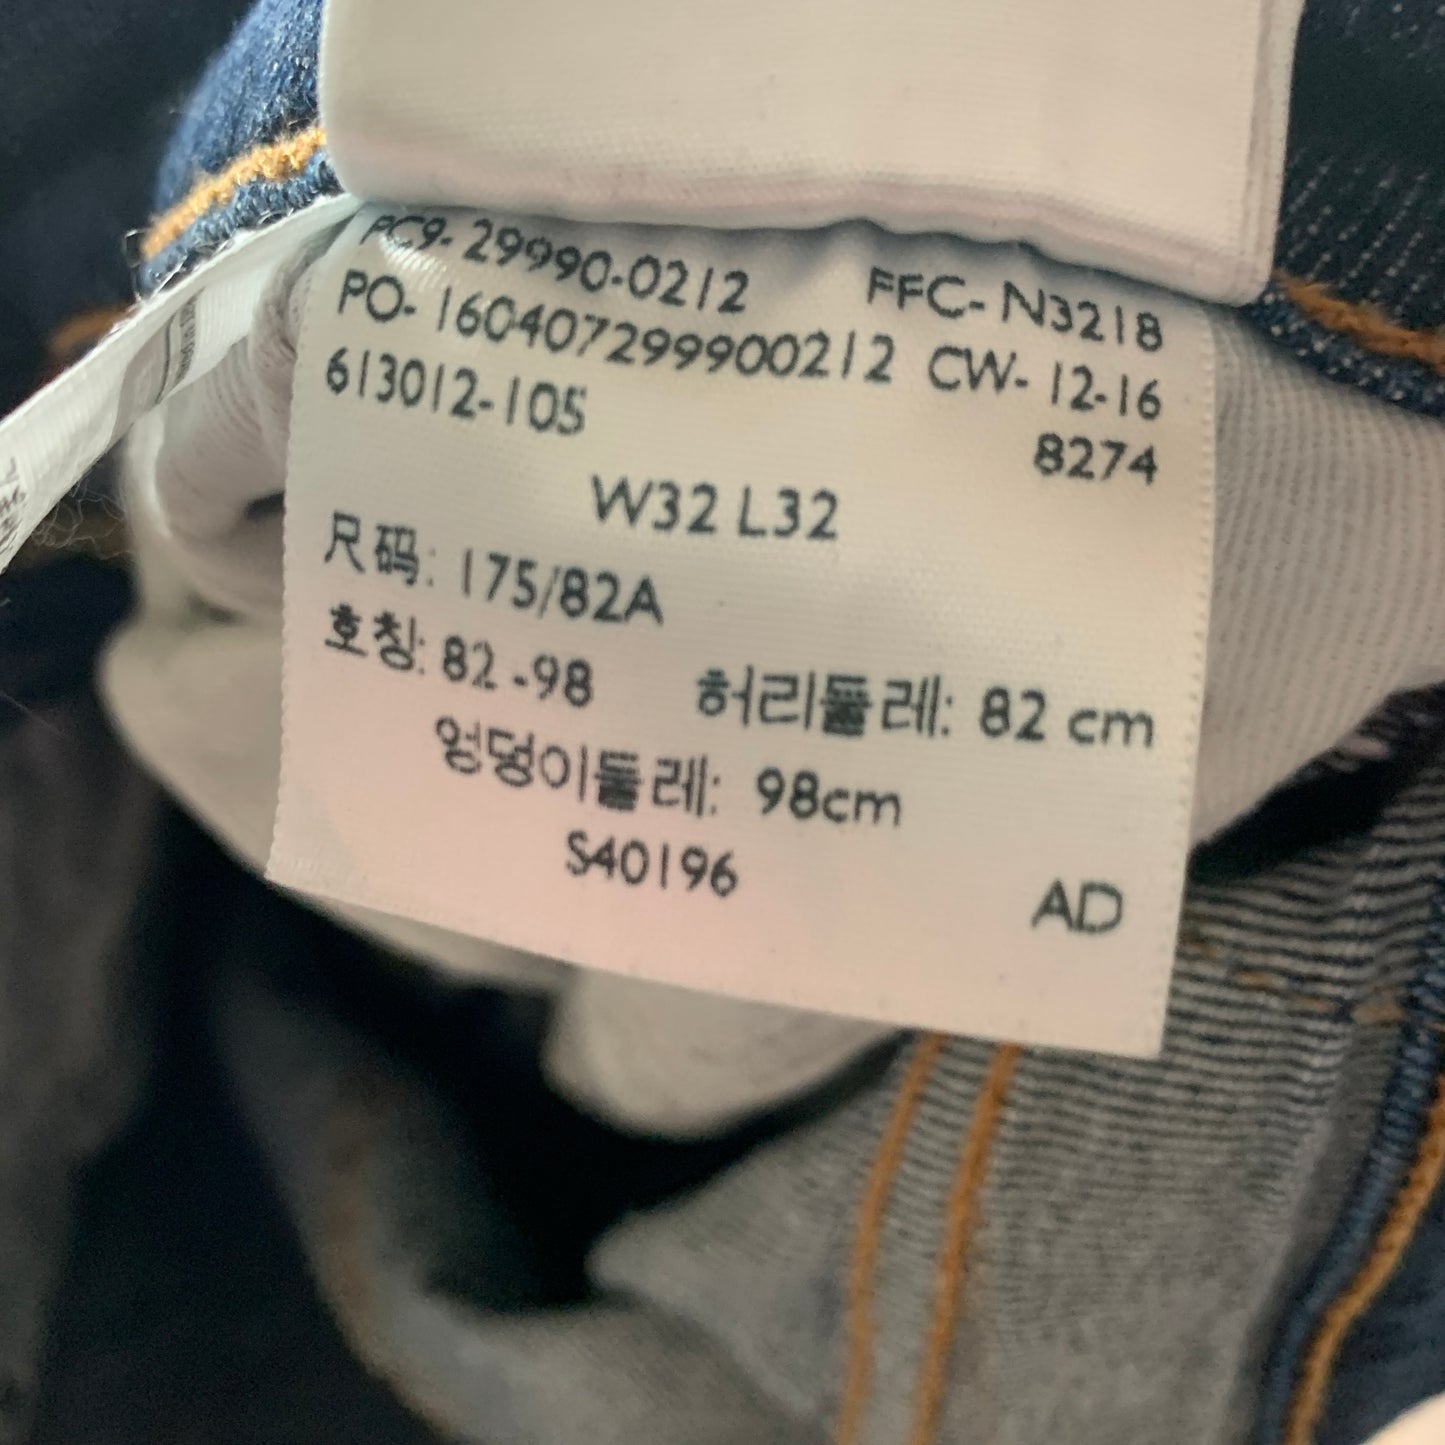 PC9- 29990-0212 FFC- N3218
PO- 160407299900212 CW- 12-16
613012-105 8274
W32 L32
尺码: 175/82A
호칭: 82 -98 허리둘레: 82 cm
엉덩이둘레: 98cm
S40196 AD